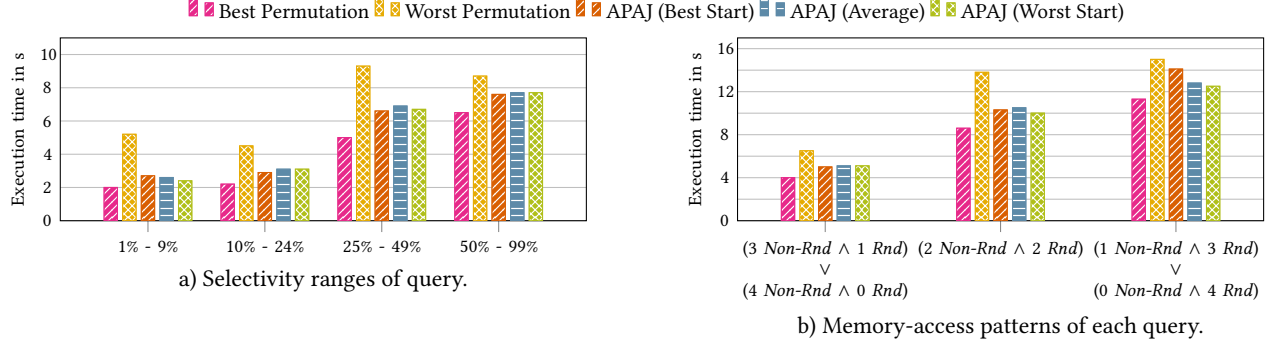 Best Permutation Worst Permutation APAJ (Best Start) APAJ (Average) APAJ (Worst Start)
Execution time in s
10
8
6
4
2
0
1% - 9% 10% - 24% 25% - 49% 50% - 99%
a) Selectivity ranges of query.
Execution time in s
16
12
8
4
0
(3 Non-Rnd ∧ 1 Rnd) (2 Non-Rnd ∧ 2 Rnd) (1 Non-Rnd ∧ 3 Rnd)
∨ ∨
(4 Non-Rnd ∧ 0 Rnd) (0 Non-Rnd ∧ 4 Rnd)
b) Memory-access patterns of each query.